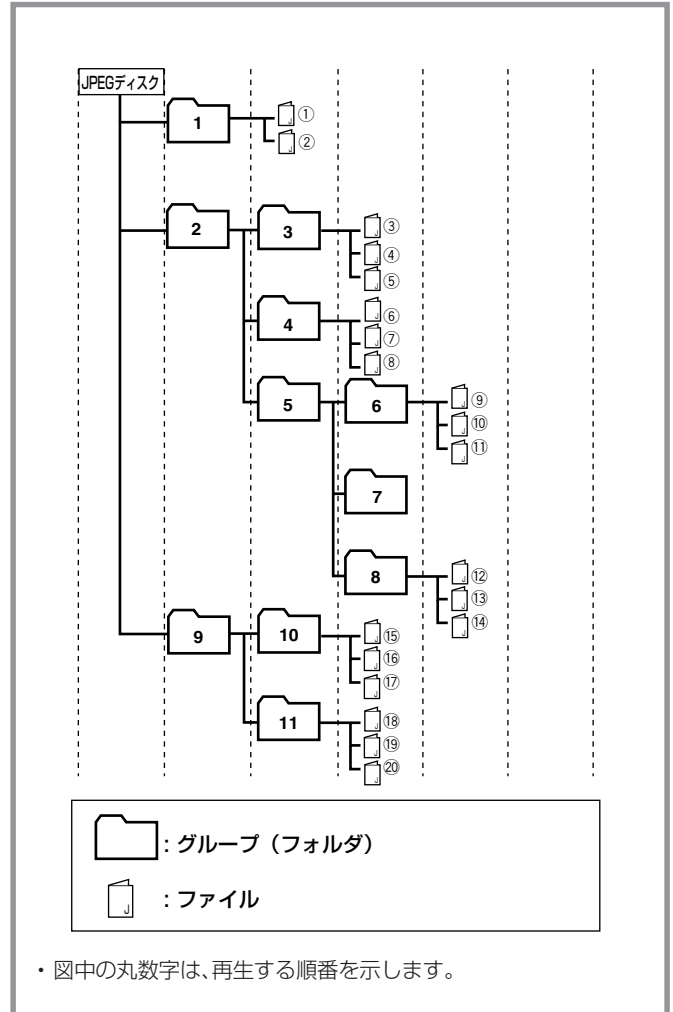 JPEGディスク
1 ① ②
2 3 ③ ④ ⑤
4 ⑥ ⑦ ⑧
5 6 ⑨ ⑩ ⑪
7
8 ⑫ ⑬ ⑭
9 10 ⑮ ⑯ ⑰
11 ⑱ ⑲ ⑳
:グループ(フォルダ)
J :ファイル
・図中の丸数字は、再生する順番を示します。